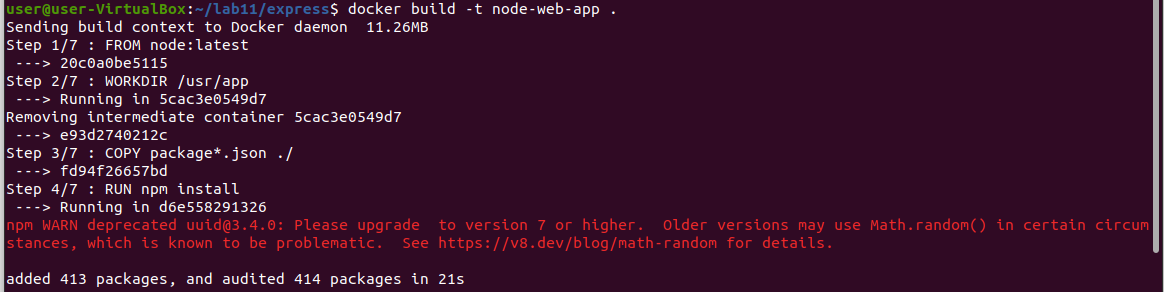 user@user-VirtualBox:~/lab11/express$ docker build -t node-web-app .
Sending build context to Docker daemon  11.26MB
Step 1/7 : FROM node:latest
 ---> 20c0a0be5115
Step 2/7 : WORKDIR /usr/app
 ---> Running in 5cac3e0549d7
Removing intermediate container 5cac3e0549d7
 ---> e93d2740212c
Step 3/7 : COPY package*.json ./
 ---> fd94f26657bd
Step 4/7 : RUN npm install
 ---> Running in d6e558291326
npm WARN deprecated uuid@3.4.0: Please upgrade  to version 7 or higher.  Older versions may use Math.random() in certain circum
stances, which is known to be problematic.  See https://v8.dev/blog/math-random for details.
added 413 packages, and audited 414 packages in 21s